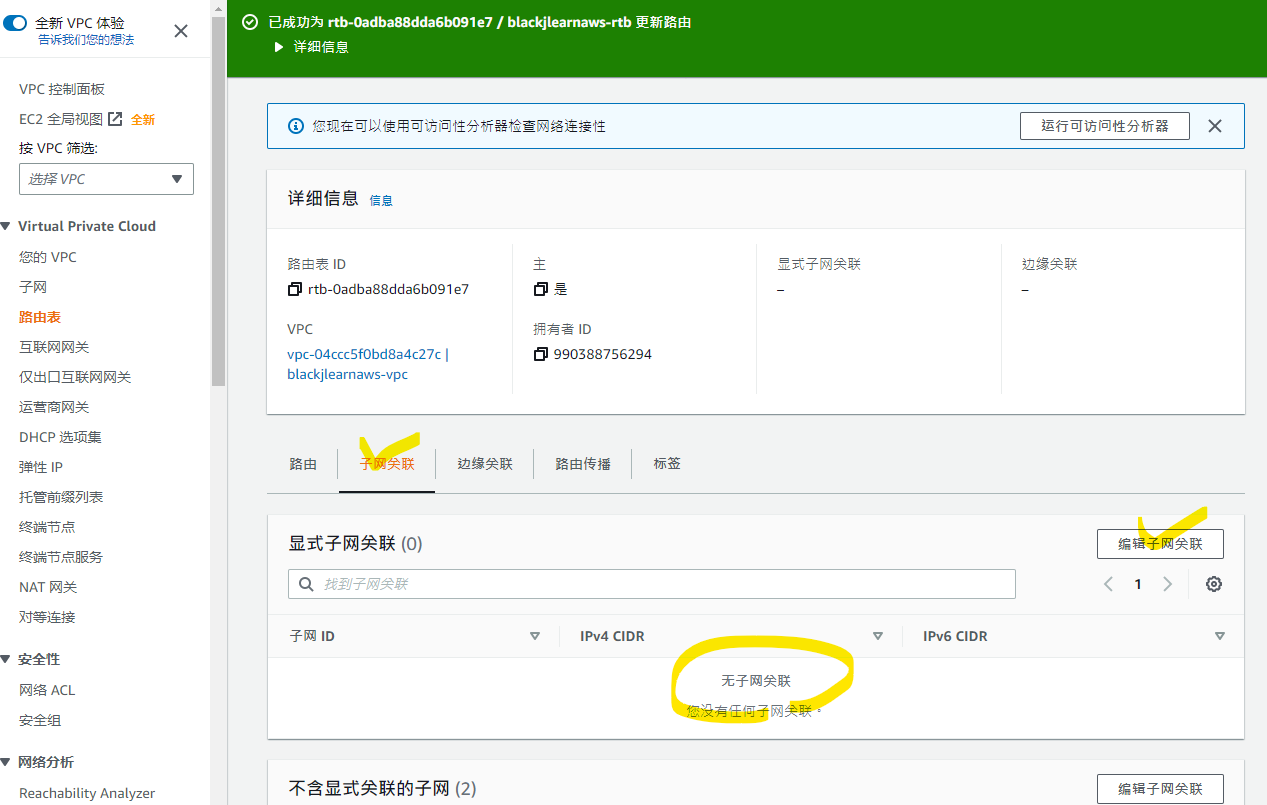 全新 VPC 体验
告诉我们您的想法
VPC 控制面板
EC2 全局视图 全新
按 VPC 筛选:
选择 VPC
Virtual Private Cloud
您的 VPC
子网
路由表
互联网网关
仅出口互联网网关
运营商网关
DHCP 选项集
弹性 IP
托管前缀列表
终端节点
终端节点服务
NAT 网关
对等连接
安全性
网络 ACL
安全组
网络分析
Reachability Analyzer
已成功为 rtb-0adba88dda6b091e7 / blackjlearnaws-rtb 更新路由
详细信息
您现在可以使用可访问性分析器检查网络连接性 运行可访问性分析器
详细信息 信息
路由表 ID
rtb-0adba88dda6b091e7
主
是
显式子网关联
–
边缘关联
–
VPC
vpc-04ccc5f0bd8a4c27c |
blackjlearnaws-vpc
拥有者 ID
990388756294
路由 子网关联 边缘关联 路由传播 标签
显式子网关联 (0) 编辑子网关联
找到子网关联 1
子网 ID IPv4 CIDR IPv6 CIDR
无子网关联
您没有任何子网关联。
不含显式关联的子网 (2) 编辑子网关联